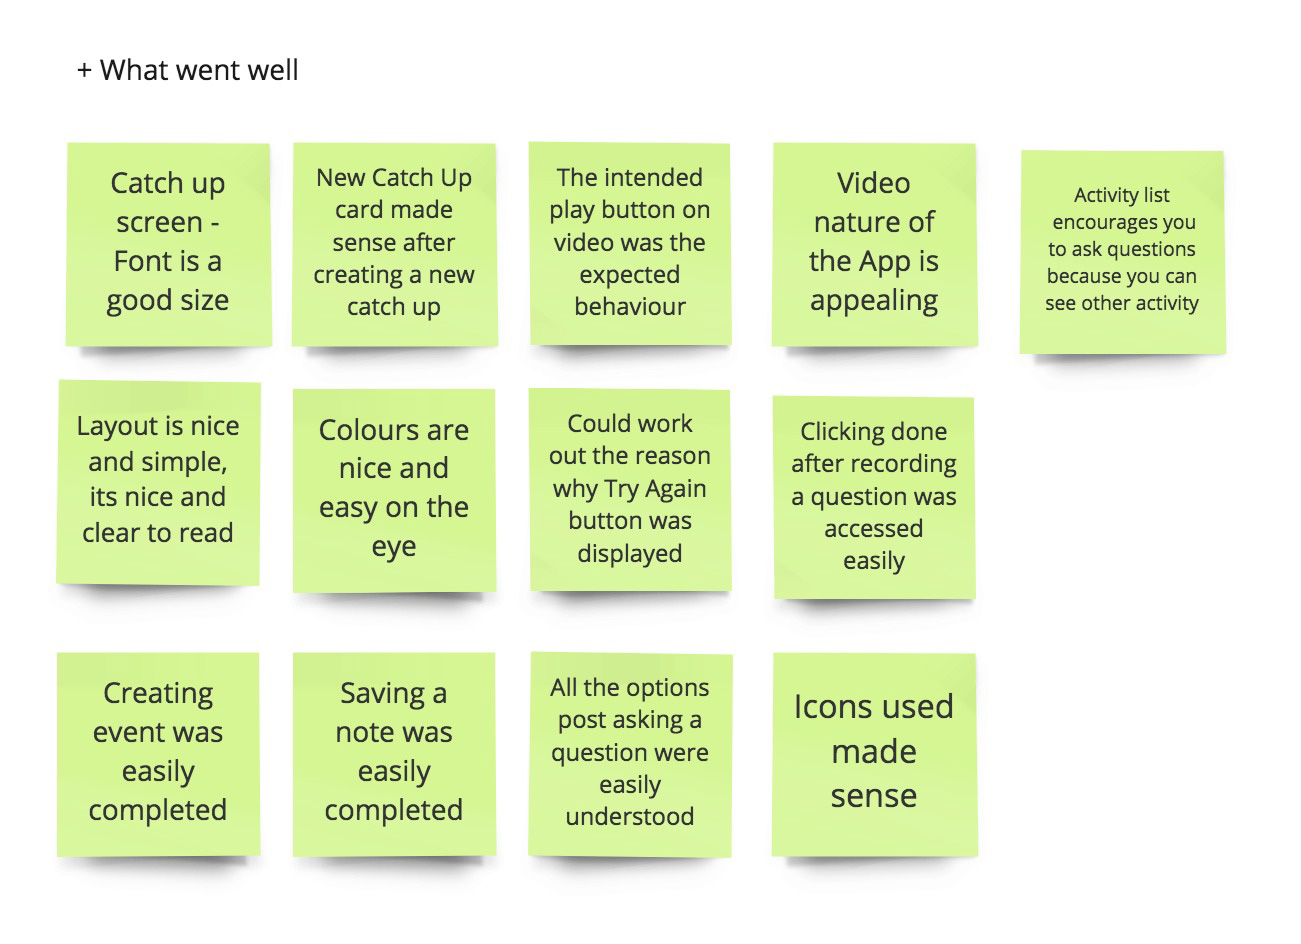 + What went well
Catch up
screen -
Font is a
good size
New Catch Up
card made
sense after
creating a new
catch up
The intended
play button on
video was the
expected
behaviour
Video
nature of
the App is
appealing
Activity list
encourages you
to ask questions
because you can
see other activity
Layout is nice
and simple,
its nice and
clear to read
Colours are
nice and
easy on the
eye
Could work
out the reason
why Try Again
button was
displayed
Clicking done
after recording
a question was
accessed
easily
Creating
event was
easily
completed
Saving a
note was
easily
completed
All the options
post asking a
question were
easily
understood
Icons used
made
sense